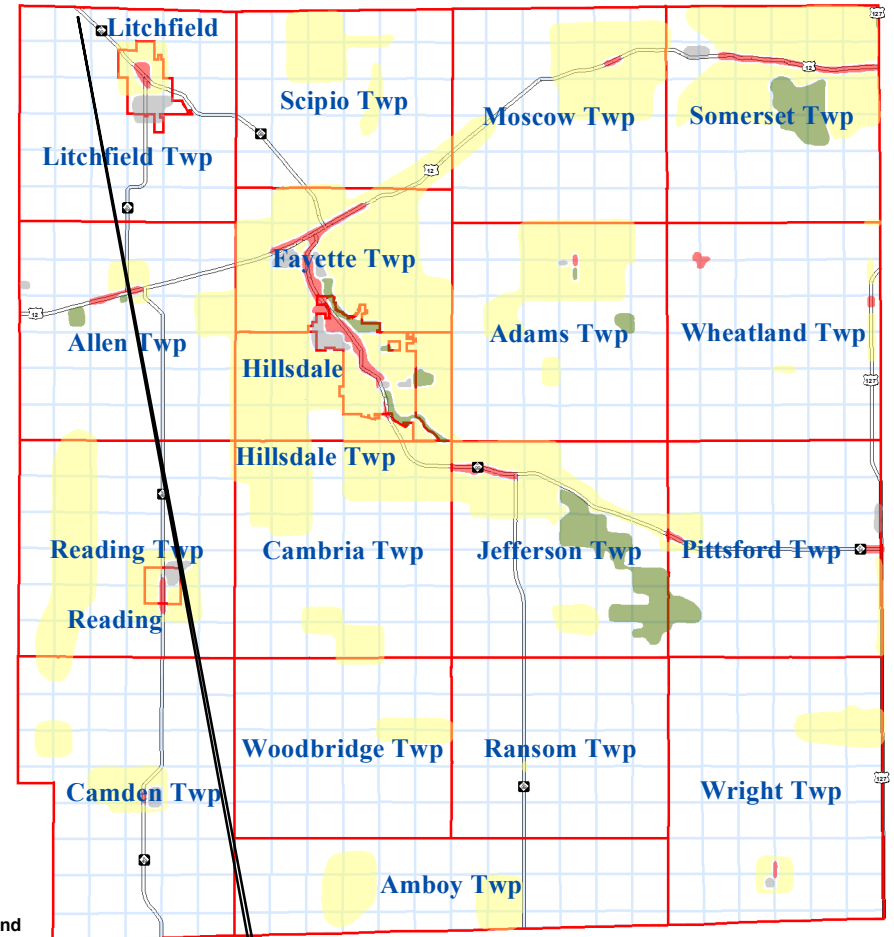 127
Litchfield
12
Scipio Twp
Moscow Twp
Somerset Twp
Litchfield Twp
12
Fayette Twp
12
Allen Twp
Adams Twp
Wheatland Twp
Hillsdale
127
Hillsdale Twp
Reading Twp
Cambria Twp
Jefferson Twp
Pittsford Twp
Reading
Woodbridge Twp
Ransom Twp
127
Camden Twp
Wright Twp
Amboy Twp
nd